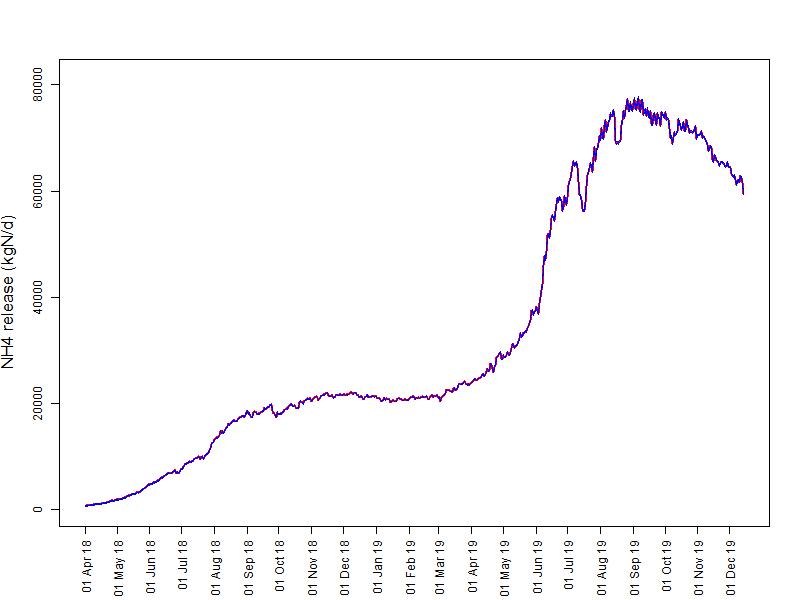 NH4 release (kgN/d)
80000
60000
40000
20000
0
01 Apr 18
01 May 18
01 Jun 18
01 Jul 18
01 Aug 18
01 Sep 18
01 Oct 18
01 Nov 18
01 Dec 18
01 Jan 19
01 Feb 19
01 Mar 19
01 Apr 19
01 May 19
01 Jun 19
01 Jul 19
01 Aug 19
01 Sep 19
01 Oct 19
01 Nov 19
01 Dec 19